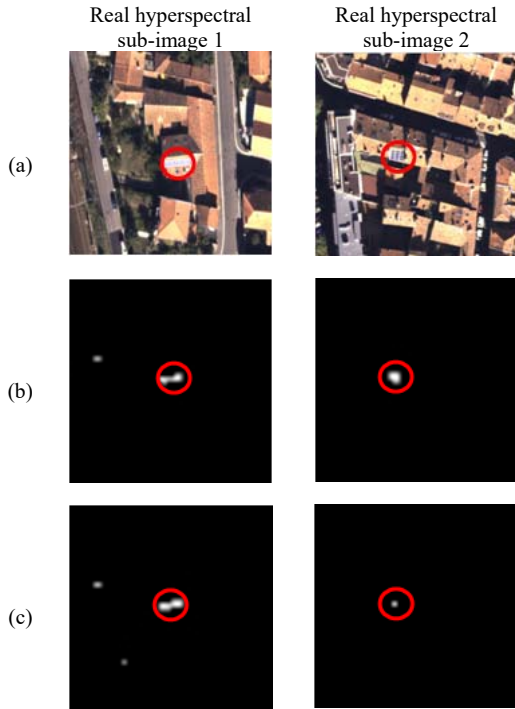 Real hyperspectral
sub-image 1
Real hyperspectral
sub-image 2
(a)
(b)
(c)